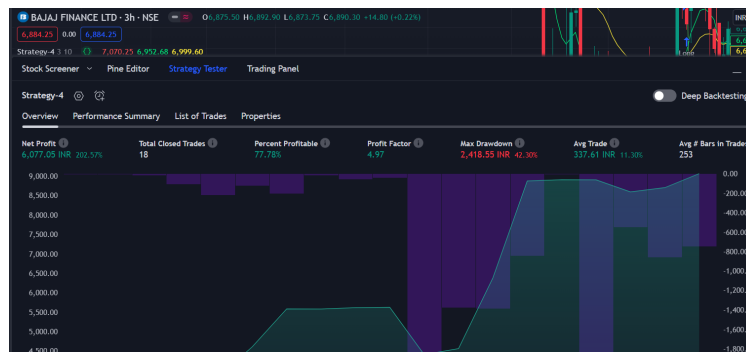 BAJAJ FINANCE LTD · 3h · NSE O6,875.50 H6,892.90 L6,873.75 C6,890.30 +14.80 (+0.22%) INR
6,884.25 0.00 6,884.25
Strategy-4 3 10 7,070.25 6,952.68 6,999.60
Stock Screener Pine Editor Strategy Tester Trading Panel
Strategy-4 Deep Backtesting
Overview Performance Summary List of Trades Properties
Net Profit Total Closed Trades Percent Profitable Profit Factor Max Drawdown Avg Trade Avg # Bars in Trades
6,077.05 INR 202.57% 18 77.78% 4.97 2,418.55 INR 42.30% 337.61 INR 11.30% 253
9,000.00 0.00
8,500.00 -200.00
8,000.00 -400.00
7,500.00
7,000.00 -600.00
6,500.00 -800.00
6,000.00 -1,000.
5,500.00 -1,200.
5,000.00 -1,400.
-1,600.
4,500.00 -1,800.